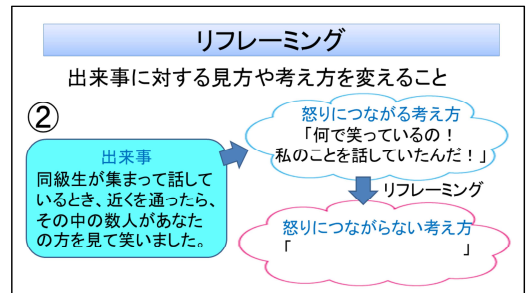 リフレーミング
出来事に対する見方や考え方を変えること
②
出来事
同級生が集まって話して
いるとき、近くを通ったら、
その中の数人があなた
の方を見て笑いました。
怒りにつながる考え方
「何で笑っているの！
私のことを話していたんだ！」
リフレーミング
怒りにつながらない考え方
「　　　　　　　　　　　」